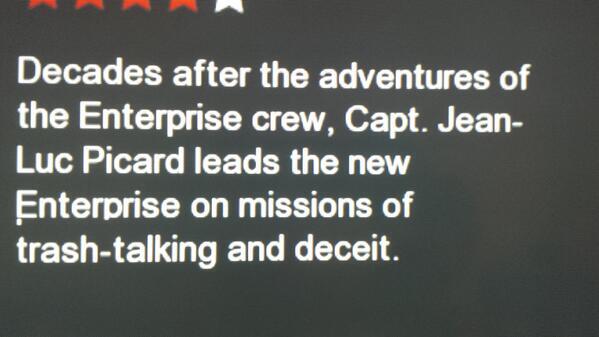 Decades after the adventures of
the Enterprise crew, Capt. Jean-
Luc Picard leads the new
Enterprise on missions of
trash-talking and deceit.